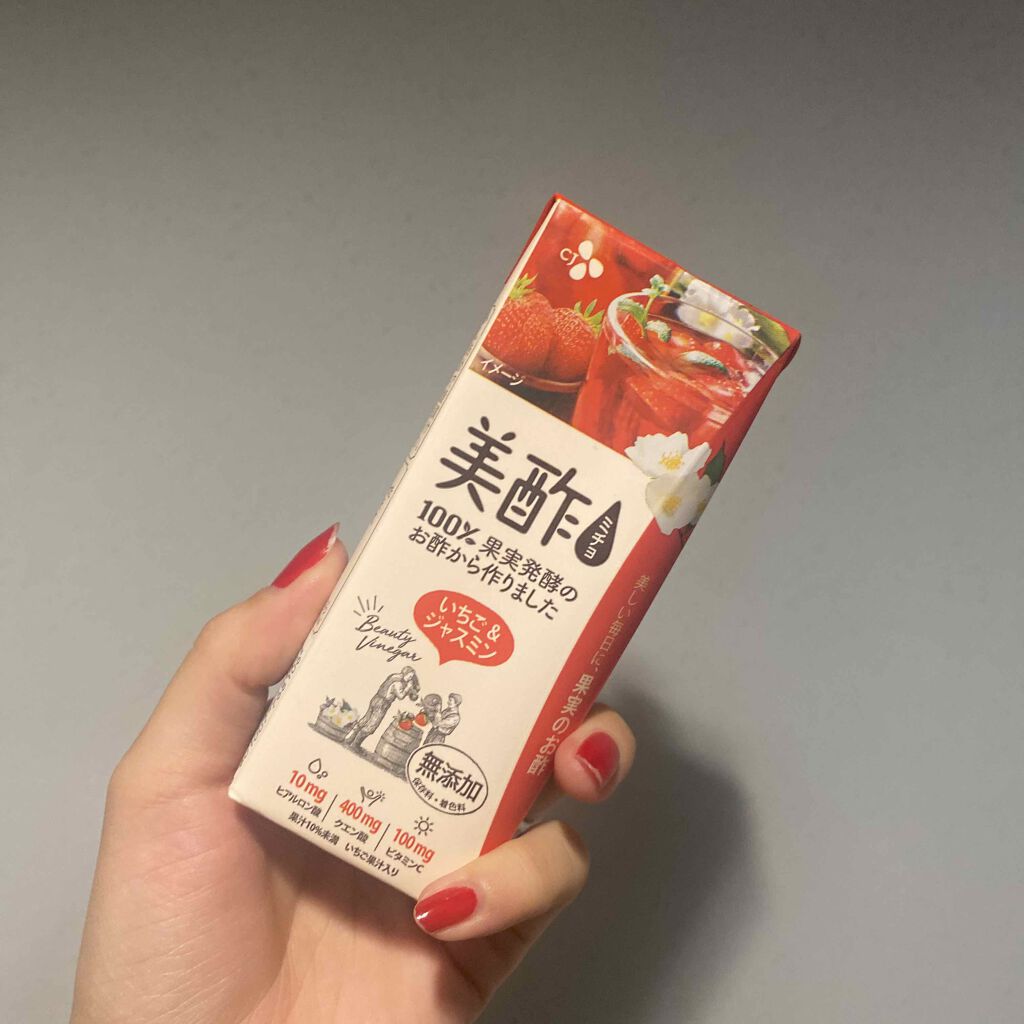 CJ
イメージ
美酢
ミチョ
100%果実発酵の
お酢から作りました
いちご&
ジャスミン
Beauty
Vinegar
美しい毎日に、果実のお酢
無添加
保存料・着色料
10mg
ヒアルロン酸
400mg
クエン酸
100mg
ビタミンC
果汁10%未満 いちご果汁入り